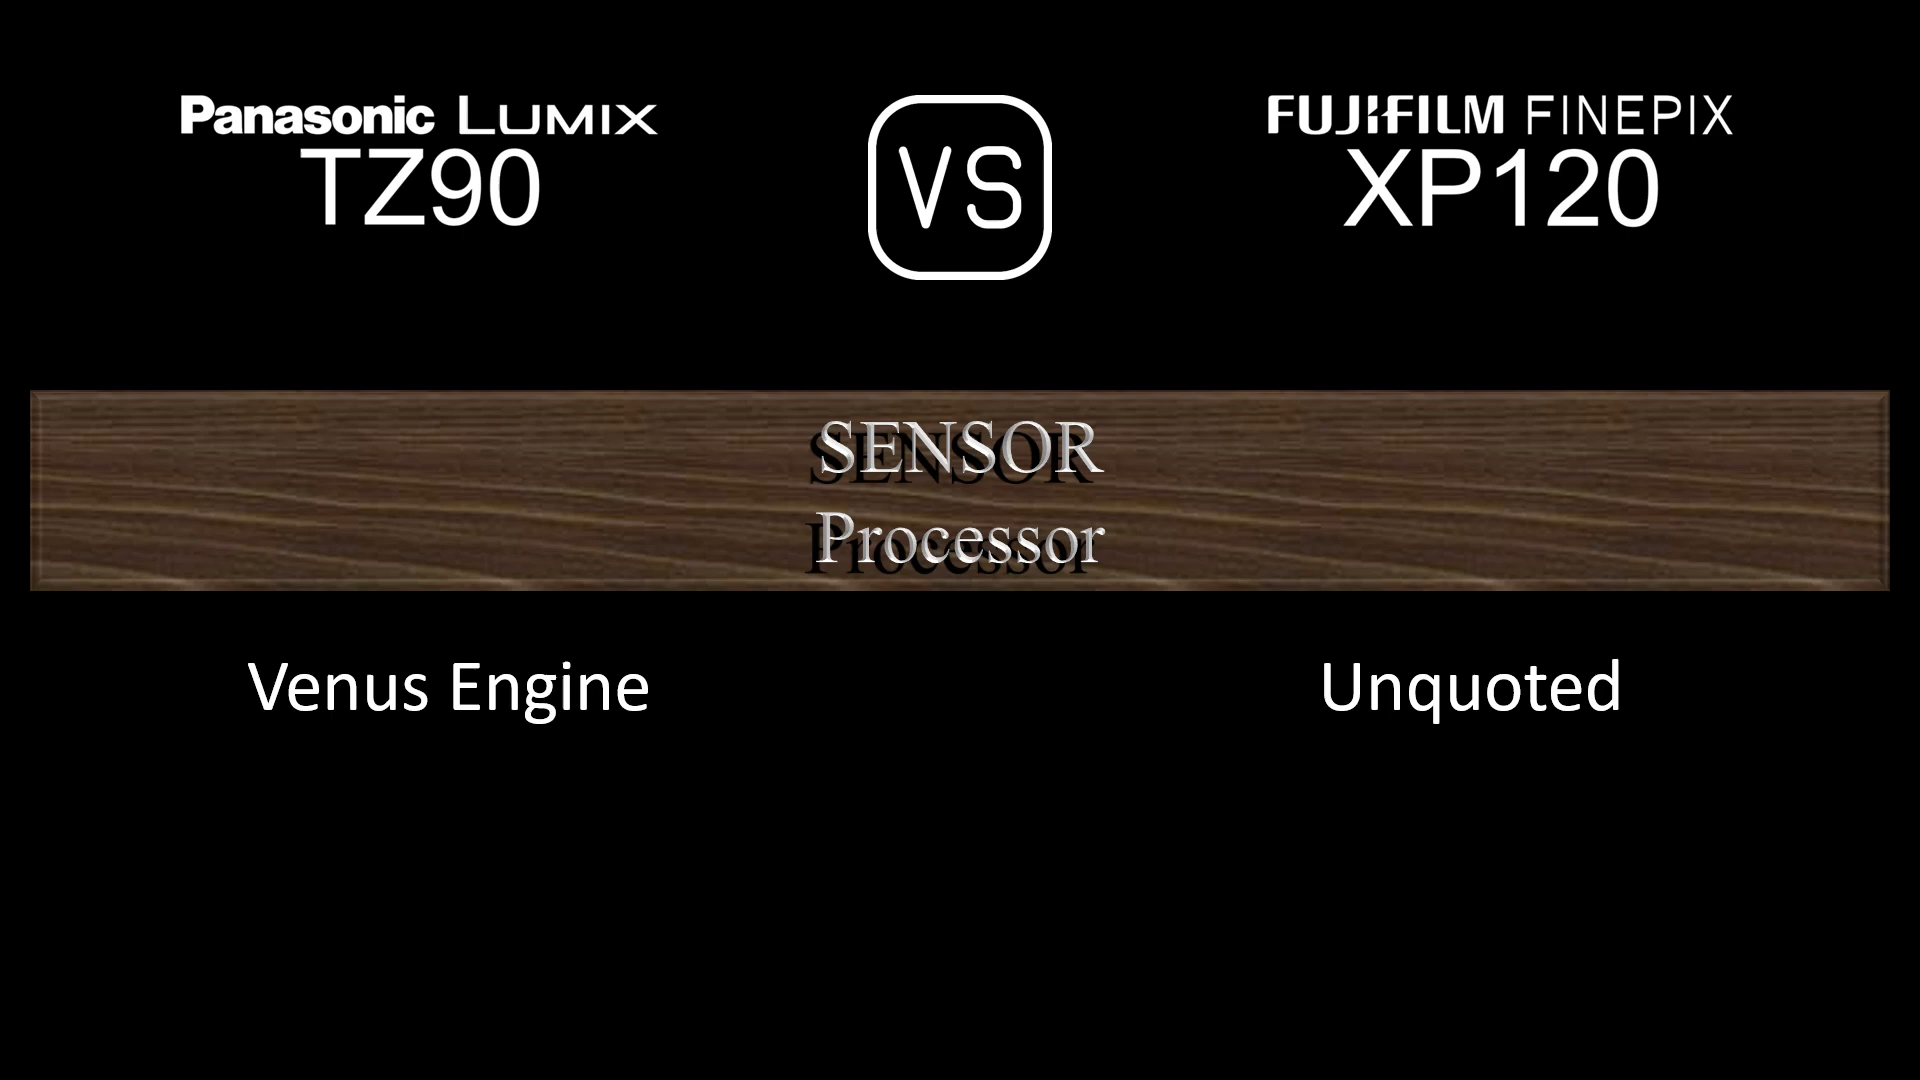 Panasonic LUMIX
TZ90
VS
FUJIFILM FINEPIX
XP120
SENSOR
Processor
Venus Engine
Unquoted